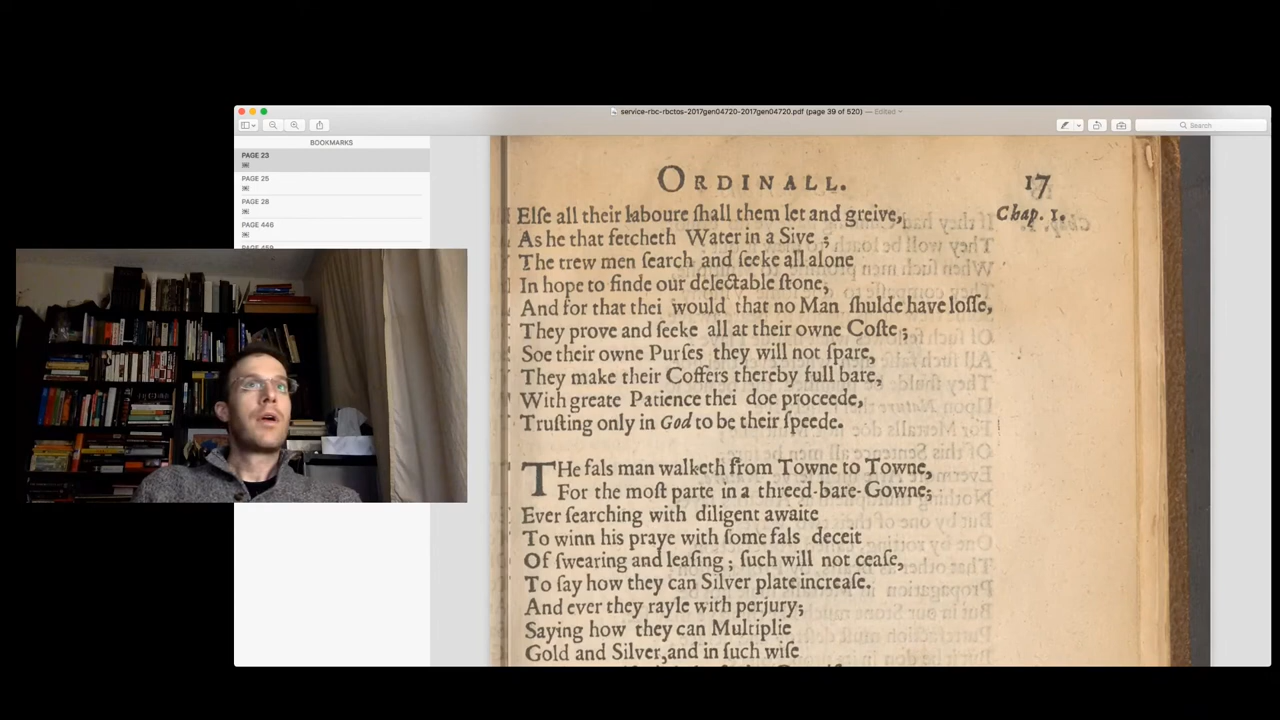 service-rbc-rbctos-2017gen04720-2017gen04720.pdf (page 39 of 520) — Edited
Search
BOOKMARKS
PAGE 23
PAGE 25
PAGE 28
PAGE 446
ORDINALL. 17
Elſe all their laboure ſhall them let and greive, Chap. 1.
As he that fetcheth Water in a Sive ;
The trew men ſearch and ſeeke all alone
In hope to finde our delectable ſtone,
And for that thei would that no Man ſhulde have loſſe,
They prove and ſeeke all at their owne Coſte ;
Soe their owne Purſes they will not ſpare,
They make their Coffers thereby full bare,
With greate Patience thei doe proceede,
Truſting only in God to be their ſpeede.
THe fals man walketh from Towne to Towne,
For the moſt parte in a threed-bare-Gowne;
Ever ſearching with diligent awaite
To winn his praye with ſome fals deceit
Of ſwearing and leaſing ; ſuch will not ceaſe,
To ſay how they can Silver plate increaſe.
And ever they rayle with perjury;
Saying how they can Multiplie
Gold and Silver, and in ſuch wiſe